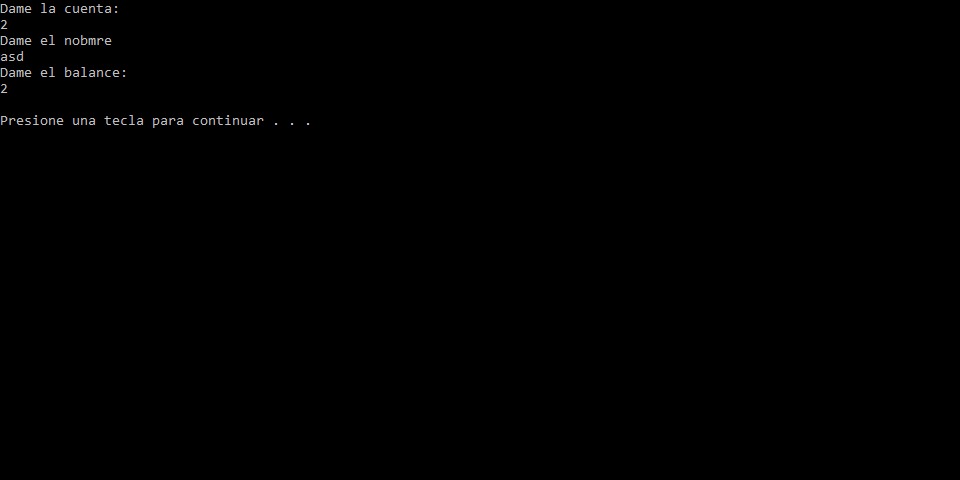 Dame la cuenta:
2
Dame el nobmre
asd
Dame el balance:
2
Presione una tecla para continuar . . .